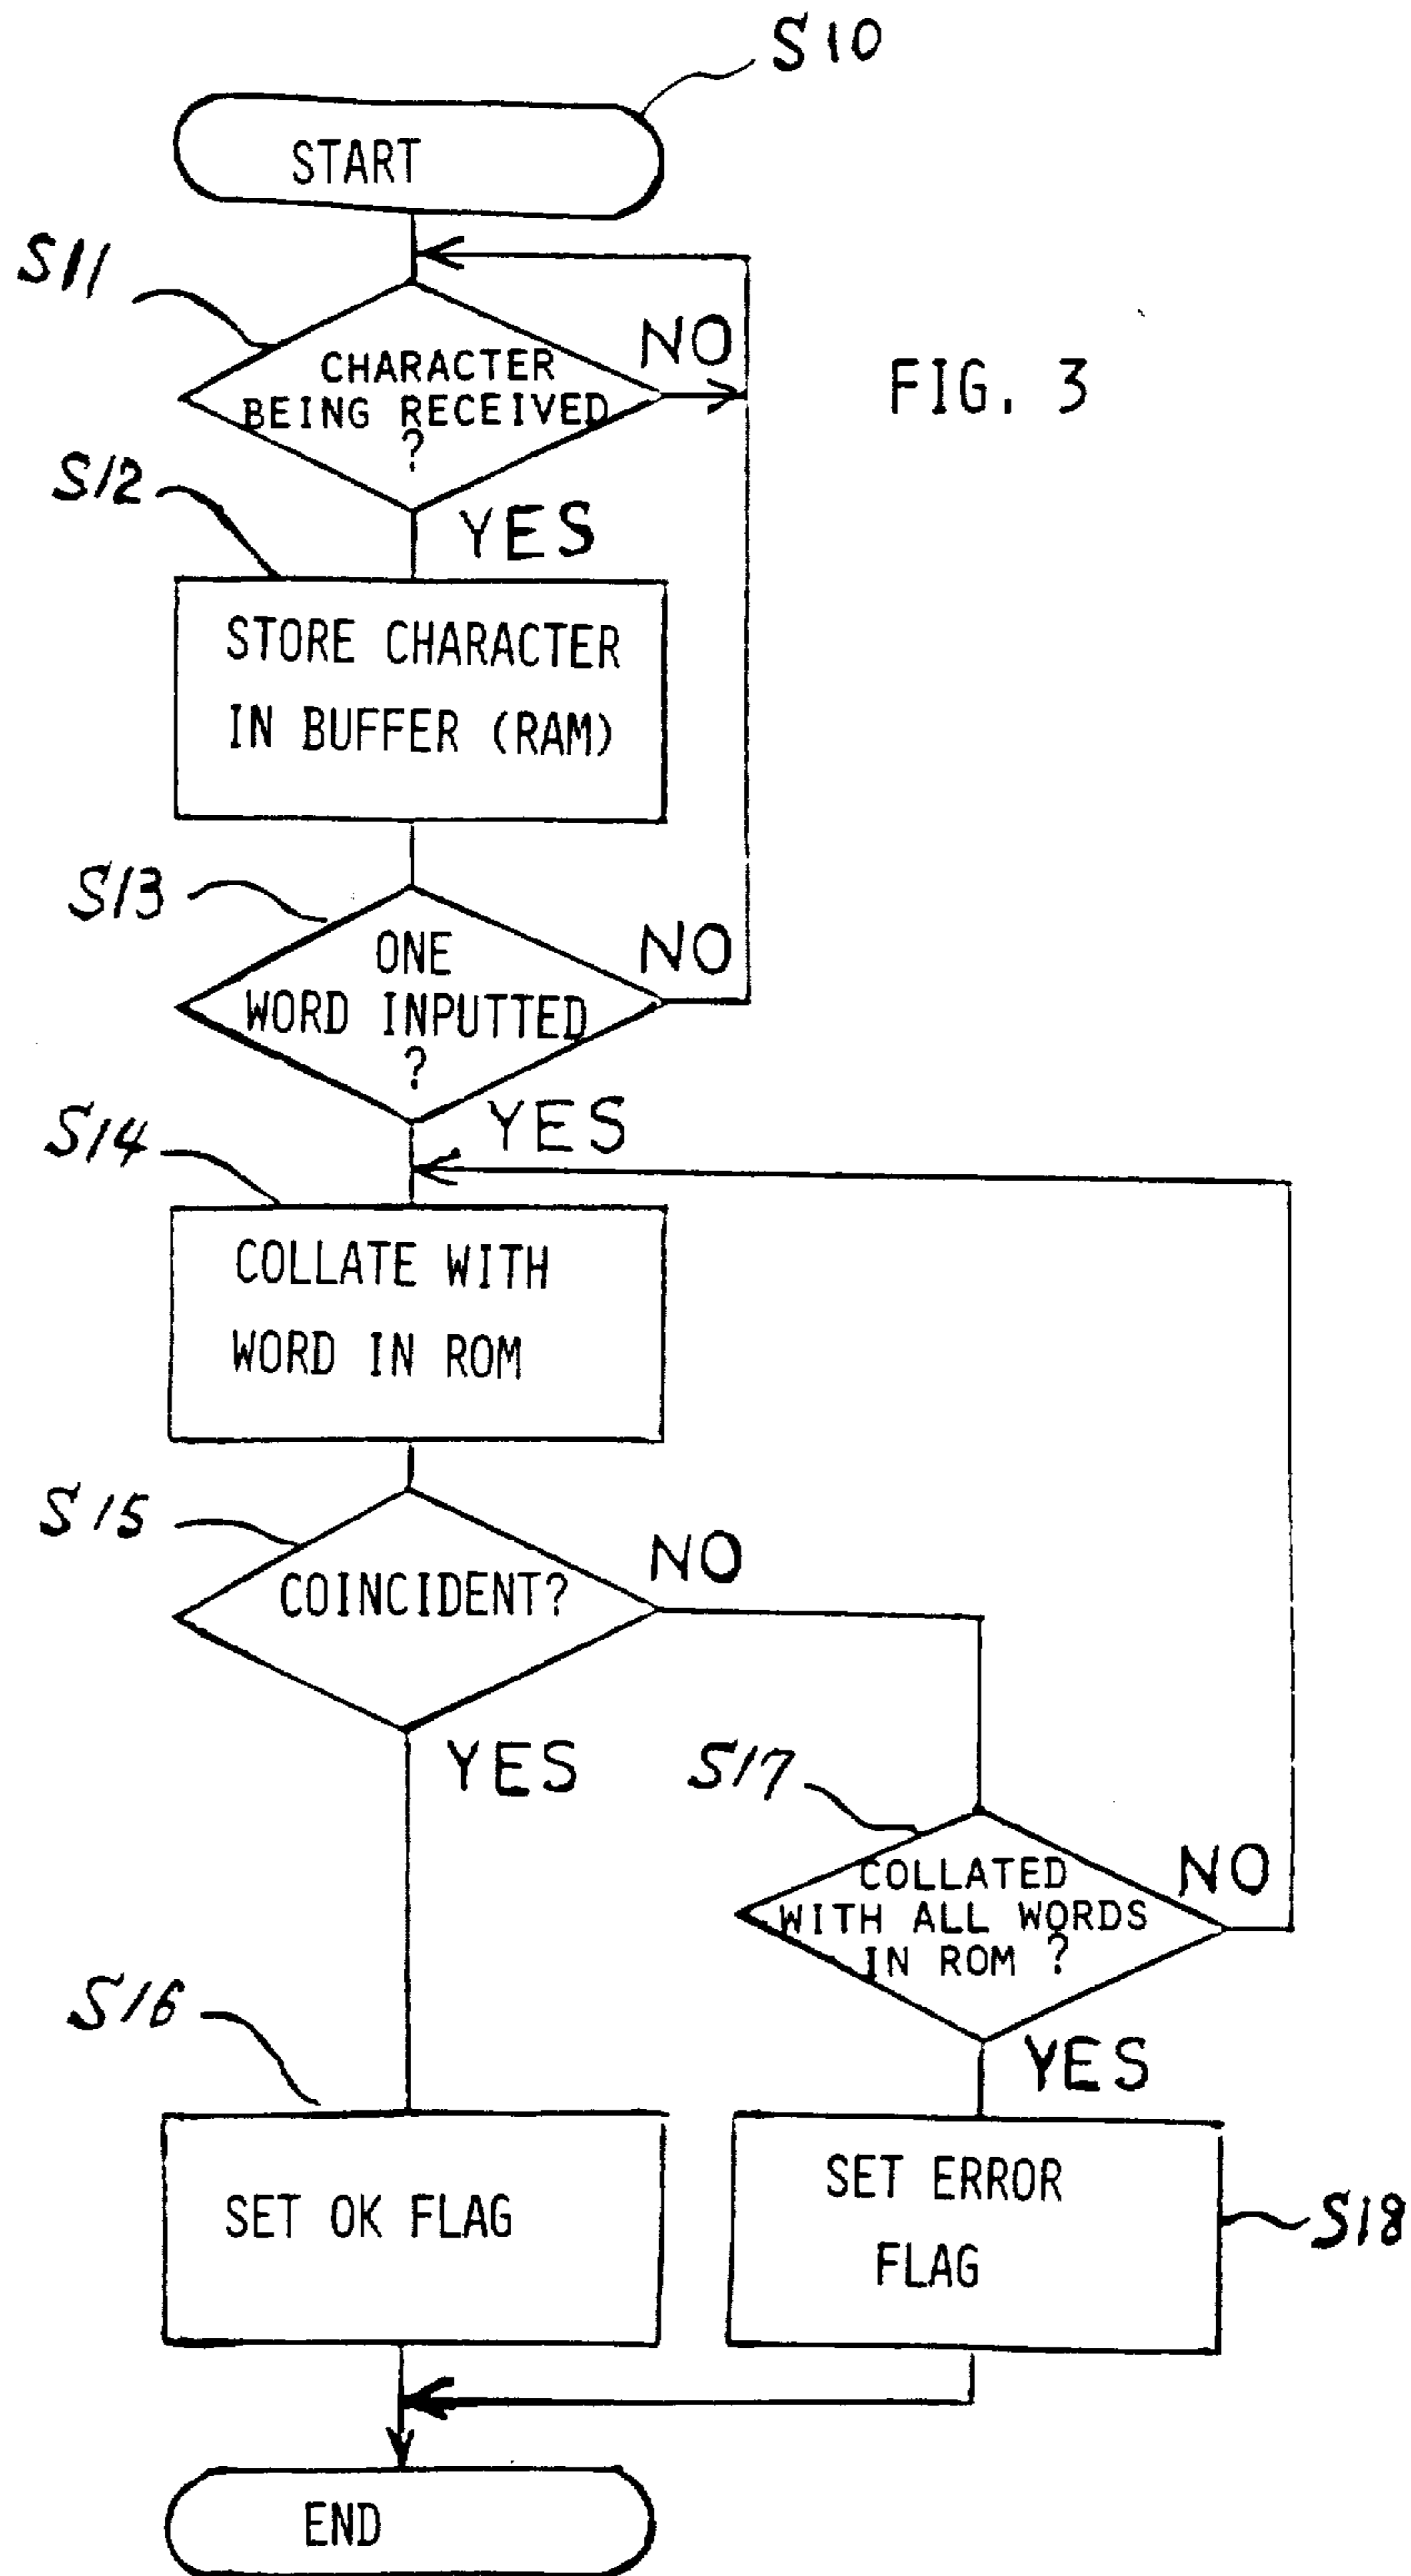 S10
START
S11
CHARACTER
BEING RECEIVED
?
NO
FIG. 3
S12
YES
STORE CHARACTER
IN BUFFER (RAM)
S13
ONE
WORD INPUTTED
?
NO
YES
S14
COLLATE WITH
WORD IN ROM
S15
COINCIDENT?
NO
YES
S17
COLLATED
WITH ALL WORDS
IN ROM ?
NO
YES
S16
SET OK FLAG
SET ERROR
FLAG
S18
END